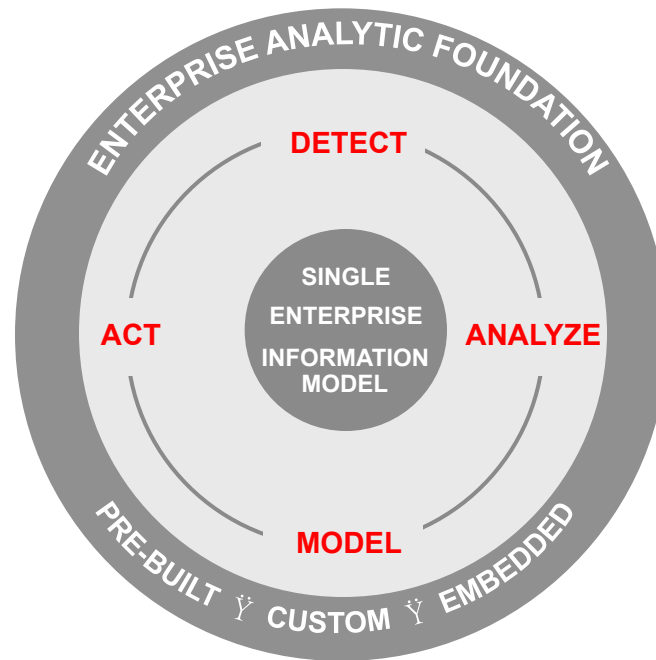 ENTERPRISE ANALYTIC FOUNDATION
DETECT
SINGLE
ENTERPRISE
INFORMATION
MODEL
ACT
ANALYZE
MODEL
PRE-BUILT Ÿ CUSTOM Ÿ EMBEDDED